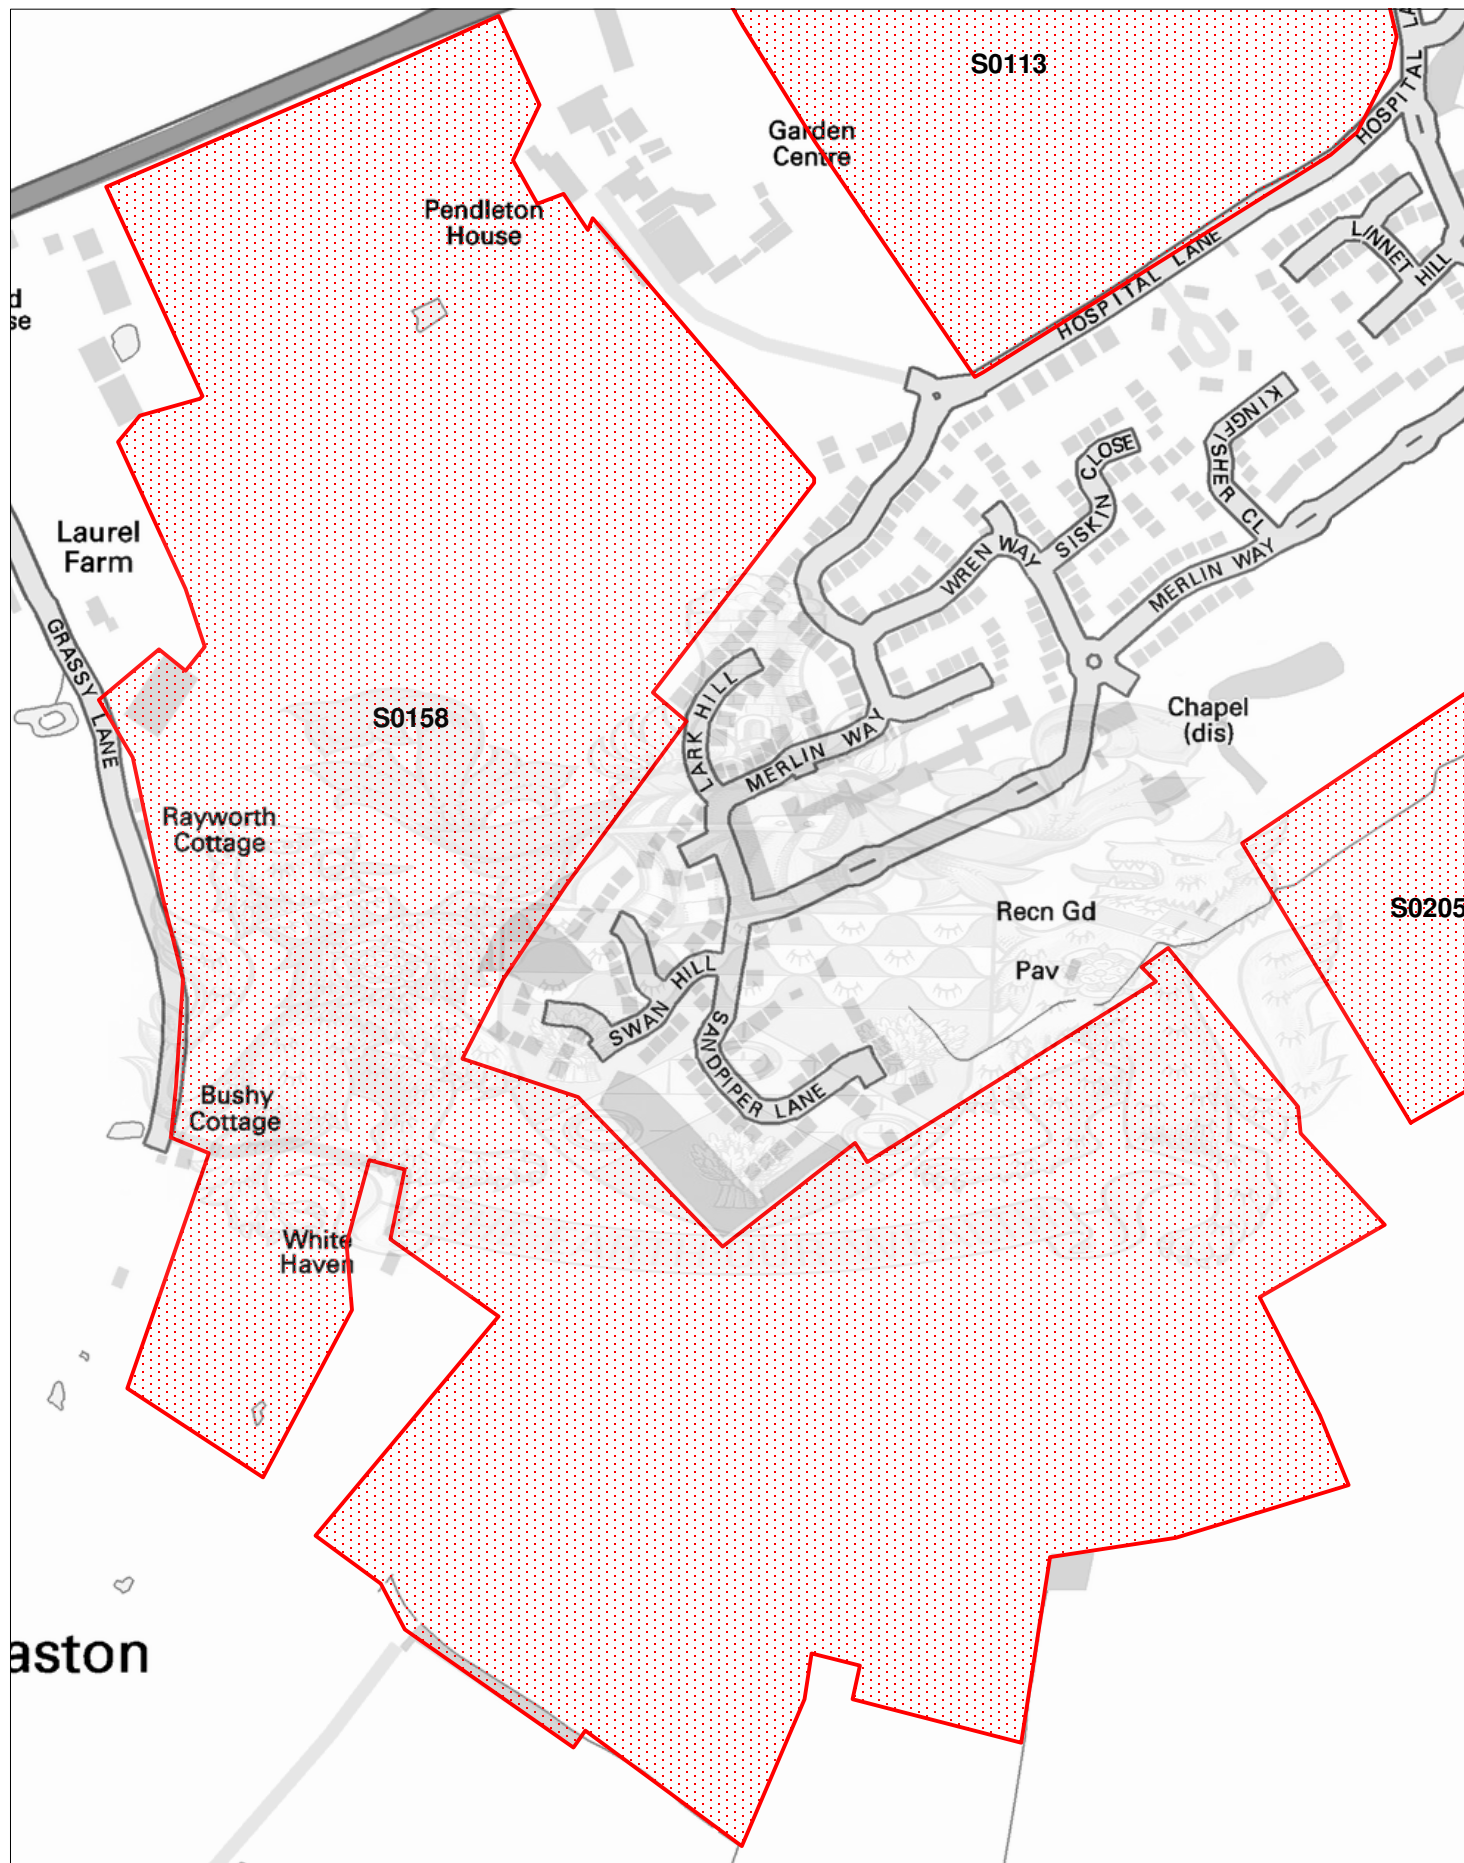 S0113
HOSPITAL LA
HOSPITAL LANE
Garden
Centre
Pendleton
House
LINNET
HILL
d
se
KINGFISHER CL
SISKIN CLOSE
Laurel
Farm
WREN WAY
MERLIN WAY
GRASSY LANE
LARK HILL
MERLIN WAY
S0158
Chapel
(dis)
Rayworth
Cottage
Recn Gd
S0205
Pav
SWAN HILL
SANDPIPER LANE
Bushy
Cottage
White
Haven
aston